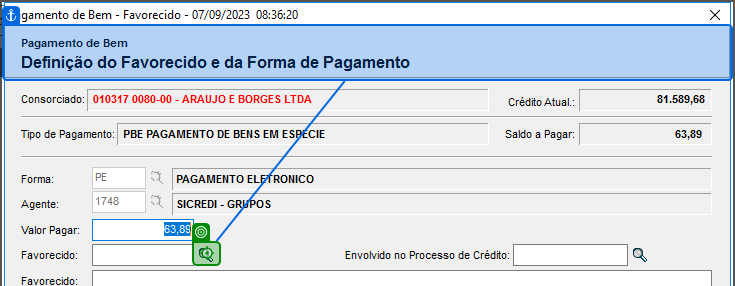 gamento de Bem - Favorecido - 07/09/2023 08:36:20
Pagamento de Bem
Definição do Favorecido e da Forma de Pagamento
Consorciado: 010317 0080-00 - ARAUJO E BORGES LTDA Crédito Atual.: 81.589,68
Tipo de Pagamento: PBE PAGAMENTO DE BENS EM ESPECIE Saldo a Pagar: 63,89
Forma: PE PAGAMENTO ELETRONICO
Agente: 1748 SICREDI - GRUPOS
Valor Pagar: 63,89
Favorecido: Envolvido no Processo de Crédito:
Favorecido: